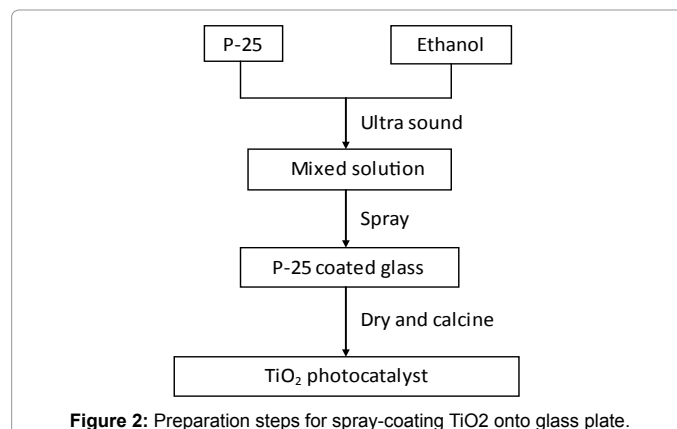 P-25
Ethanol
Ultra sound
Mixed solution
Spray
P-25 coated glass
Dry and calcine
TiO₂ photocatalyst
Figure 2: Preparation steps for spray-coating TiO2 onto glass plate.